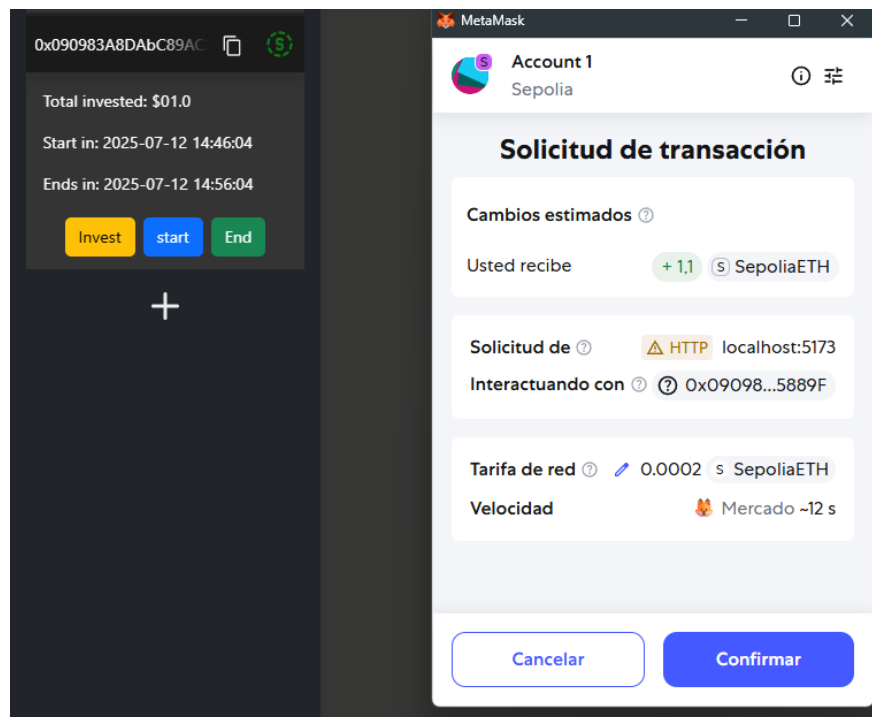 0x090983A8DAbC89AC
S
Total invested: $01.0
Start in: 2025-07-12 14:46:04
Ends in: 2025-07-12 14:56:04
Invest start End
MetaMask
S
Account 1
Sepolia
Solicitud de transacción
Cambios estimados ?
Usted recibe + 1,1 S SepoliaETH
Solicitud de ? HTTP localhost:5173
Interactuando con ? ? 0x09098...5889F
Tarifa de red ? 0.0002 S SepoliaETH
Velocidad Mercado ~12 s
Cancelar Confirmar